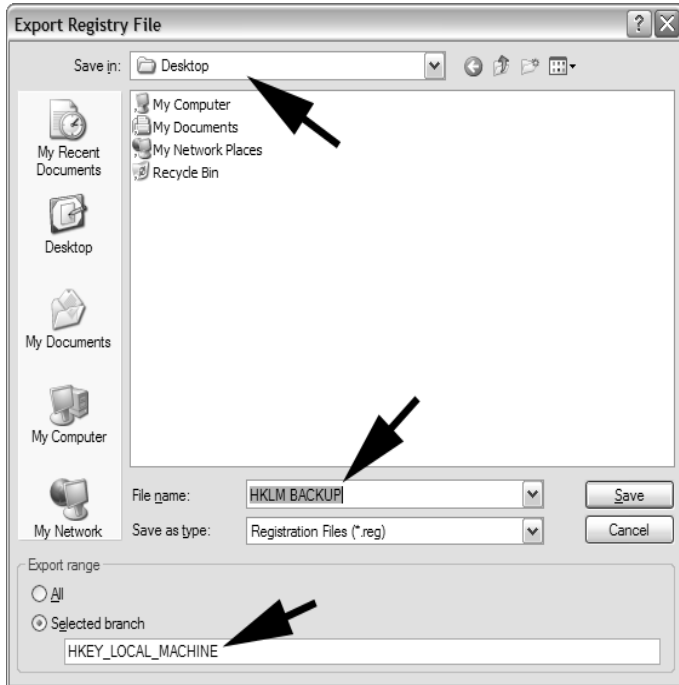 Export Registry File
Save in:
Desktop
My Recent
Documents
Desktop
My Documents
My Computer
My Network
My Computer
My Documents
My Network Places
Recycle Bin
File name:
HKLM BACKUP
Save
Save as type:
Registration Files (*.reg)
Cancel
Export range
All
Selected branch
HKEY_LOCAL_MACHINE